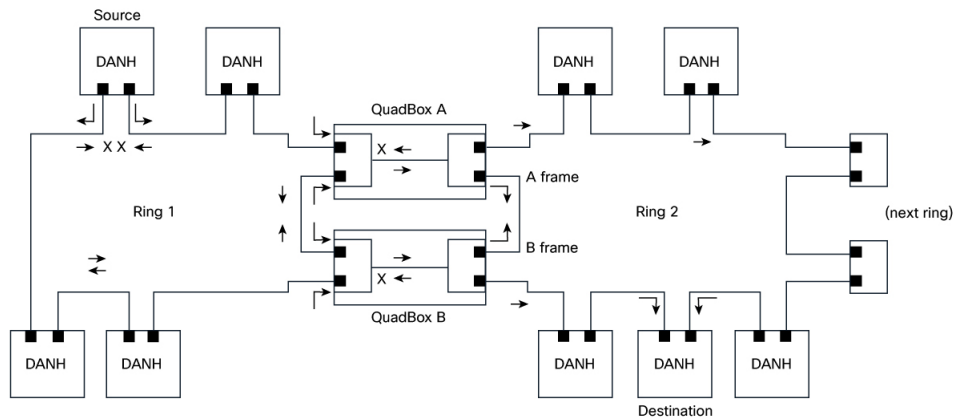 Source
DANH
DANH
DANH
DANH
QuadBox A
X
X X
A frame
Ring 1
Ring 2
(next ring)
B frame
X
QuadBox B
DANH
DANH
DANH
DANH
DANH
Destination